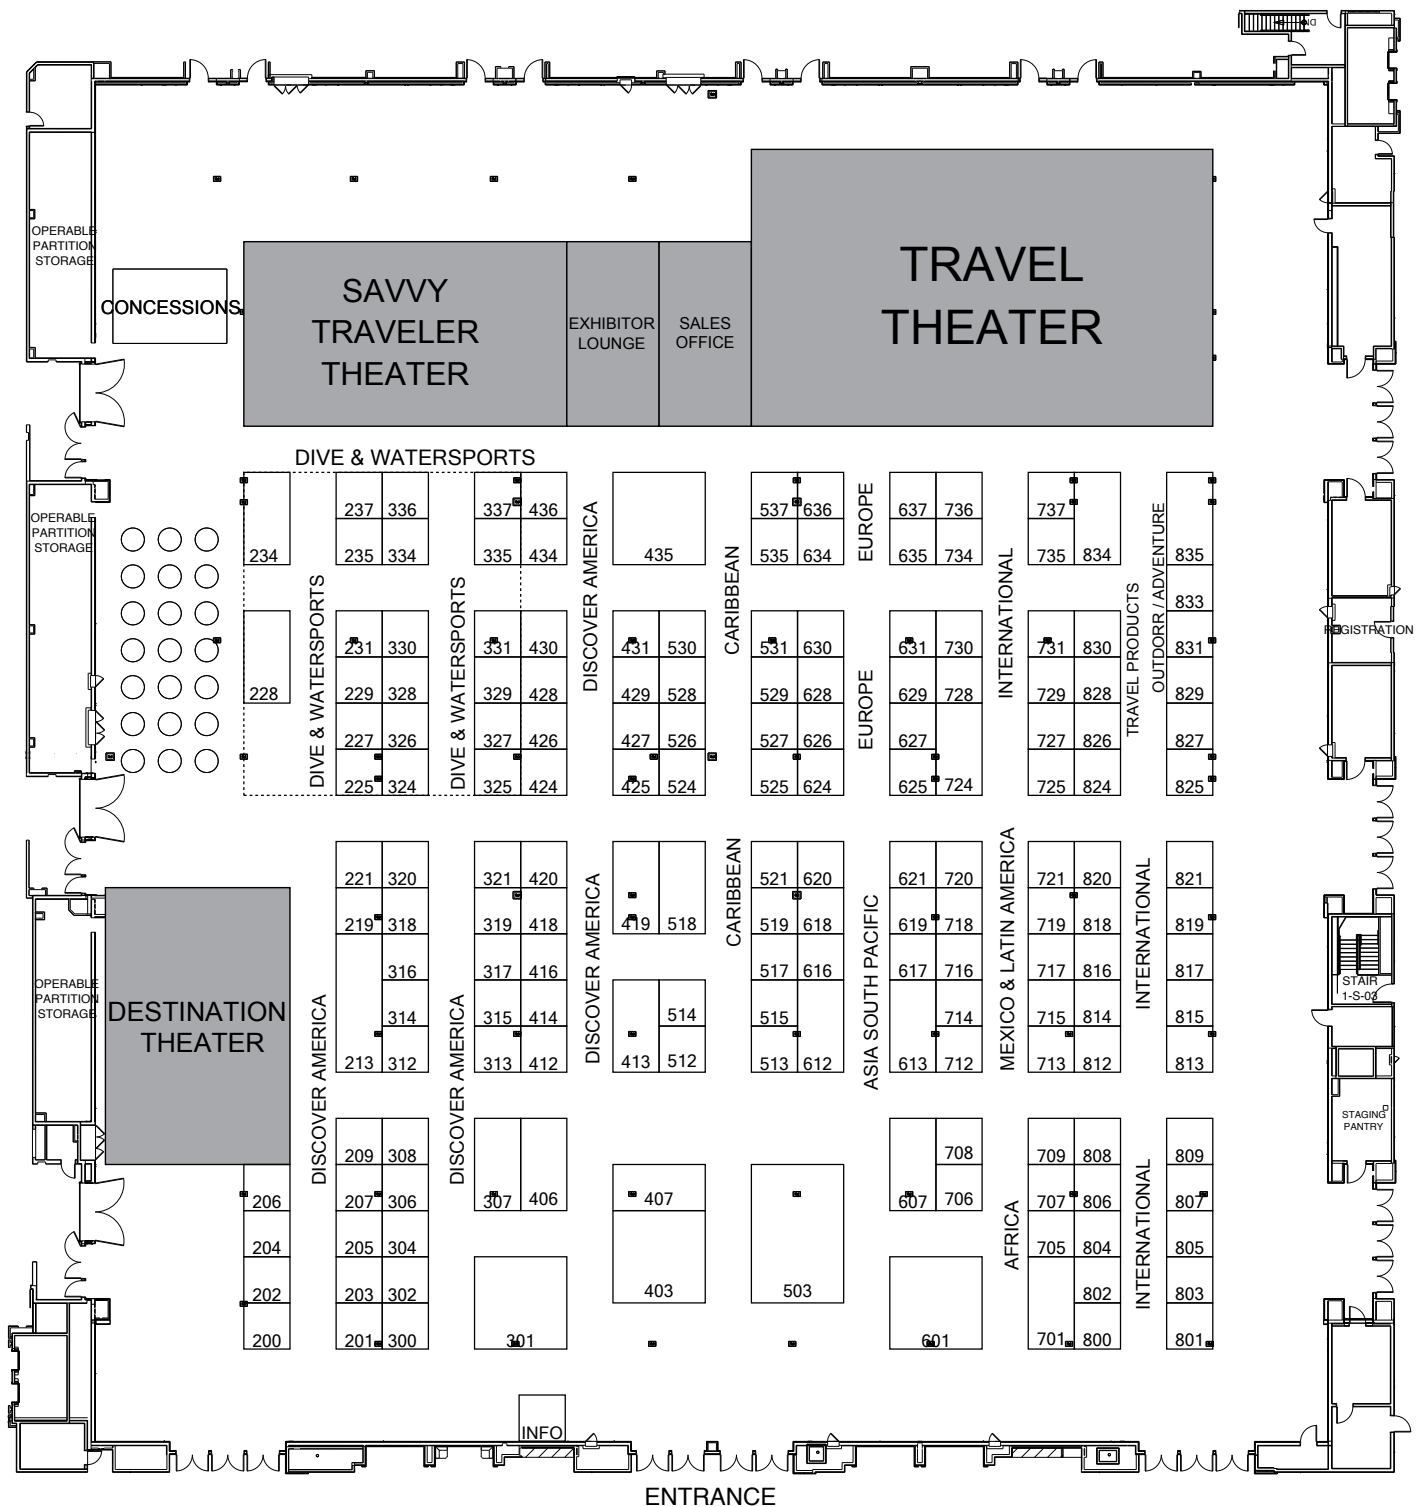 DN
OPERABLE
PARTITION
STORAGE
CONCESSIONS
SAVVY
TRAVELER
THEATER
EXHIBITOR
LOUNGE
SALES
OFFICE
TRAVEL
THEATER
DIVE & WATERSPORTS
OPERABLE
PARTITION
STORAGE
237 336 337 436 537 636 637 736 737
234 235 334 335 434 435 535 634 635 734 735 834 835
833
231 330 331 430 431 530 531 630 631 730 731 830 831
228 229 328 329 428 429 528 529 628 629 728 729 828 829
227 326 327 426 427 526 527 626 627 727 826 827
225 324 325 424 425 524 525 624 625 724 725 824 825
DIVE & WATERSPORTS
DIVE & WATERSPORTS
DISCOVER AMERICA
CARIBBEAN
EUROPE
EUROPE
INTERNATIONAL
TRAVEL PRODUCTS
OUTDORR / ADVENTURE
REGISTRATION
221 320 321 420 521 620 621 720 721 820 821
219 318 319 418 419 518 519 618 619 718 719 818 819
316 317 416 517 616 617 716 717 816 817
314 315 414 514 515 714 715 814 815
213 312 313 412 413 512 513 612 613 712 713 812 813
OPERABLE
PARTITION
STORAGE
DESTINATION
THEATER
DISCOVER AMERICA
DISCOVER AMERICA
DISCOVER AMERICA
CARIBBEAN
ASIA SOUTH PACIFIC
MEXICO & LATIN AMERICA
INTERNATIONAL
STAIR
1-S-03
STAGING
PANTRY
209 308 708 709 808 809
206 207 306 307 406 407 607 706 707 806 807
204 205 304 705 804 805
202 203 302 403 503 802 803
200 201 300 301 601 701 800 801
AFRICA
INTERNATIONAL
INFO
ENTRANCE